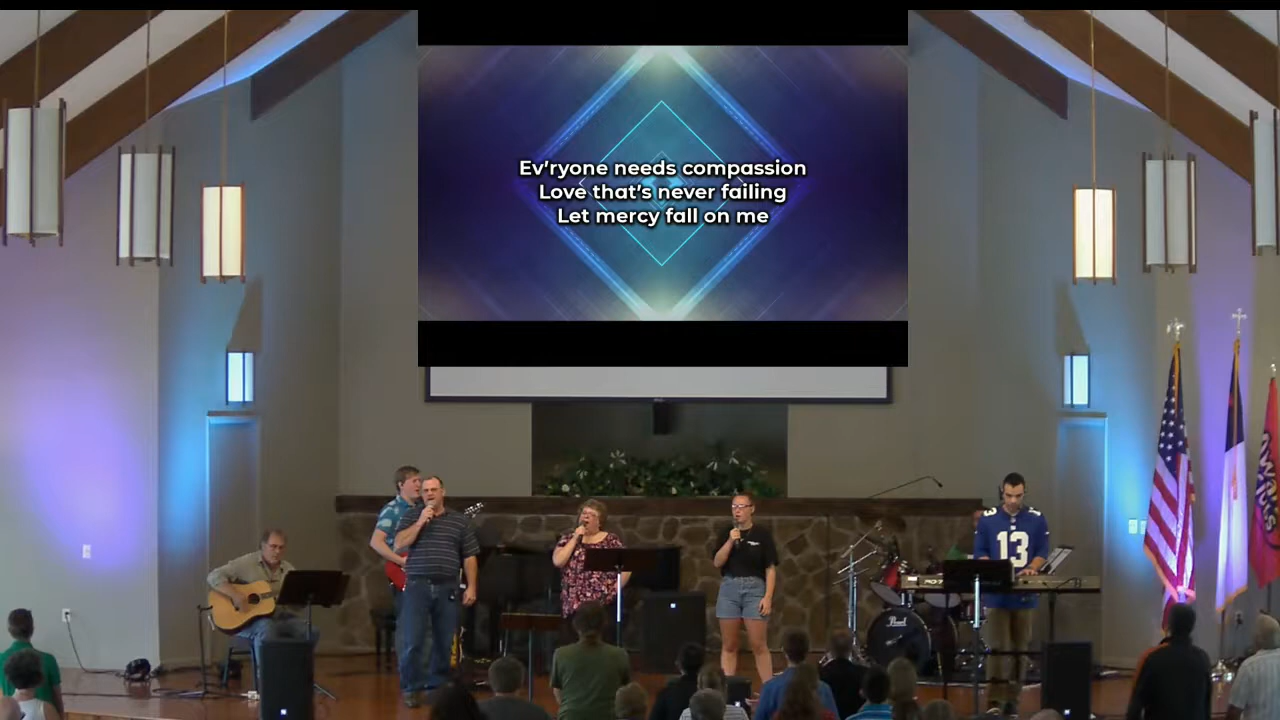 Ev'ryone needs compassion
Love that's never failing
Let mercy fall on me
13
Pearl